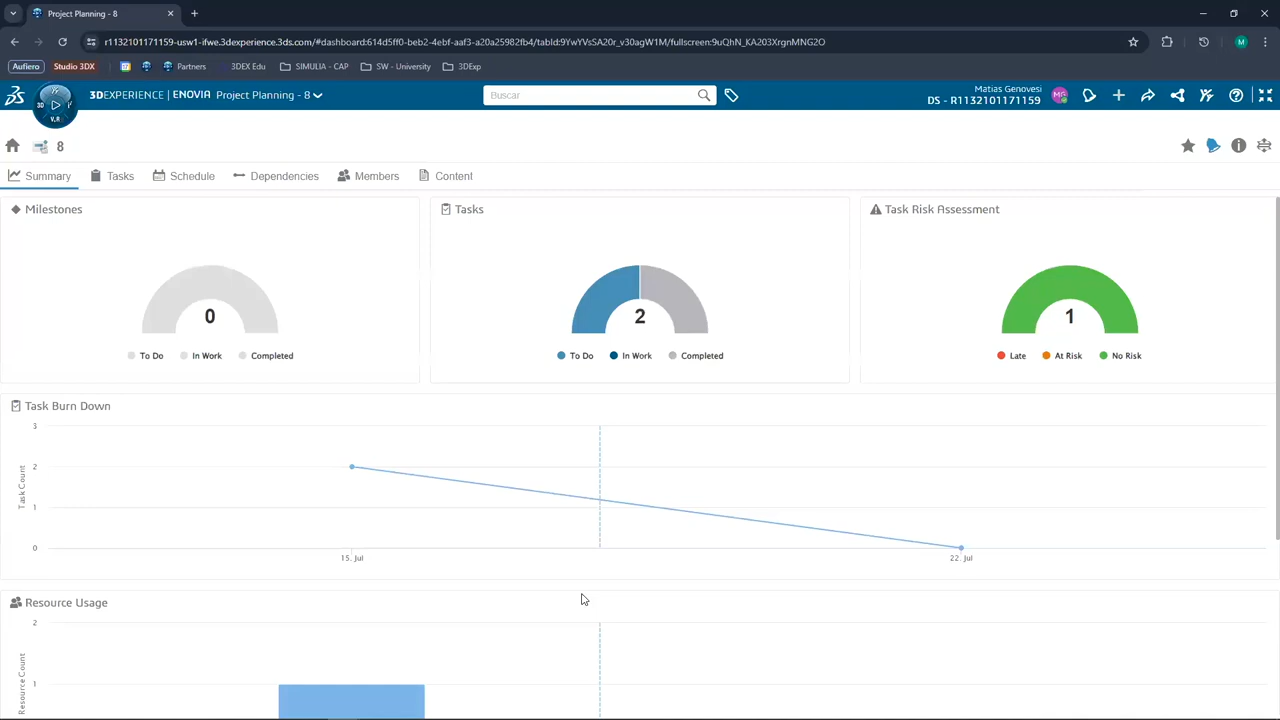 Project Planning - 8
r1132101171159-usw1-ifwe.3dexperience.3ds.com/#dashboard:614d5ff0-beb2-4ebf-aaf3-a20a25982fb4/tabId:9YwYVsSA20r_v30agW1M/fullscreen:9uQhN_KA203XrgnMNG2O
M
Aufiero
Studio 3DX
Partners
3DEX Edu
SIMULIA - CAP
SW - University
3DExp
3DEXPERIENCE | ENOVIA Project Planning - 8
Buscar
Matias Genovesi
DS - R1132101171159
MG
3D
V.R
8
Summary
Tasks
Schedule
Dependencies
Members
Content
Milestones
0
To Do
In Work
Completed
Tasks
2
To Do
In Work
Completed
Task Risk Assessment
1
Late
At Risk
No Risk
Task Burn Down
Task Count
3
2
1
0
15. Jul
22. Jul
Resource Usage
Resource Count
2
1